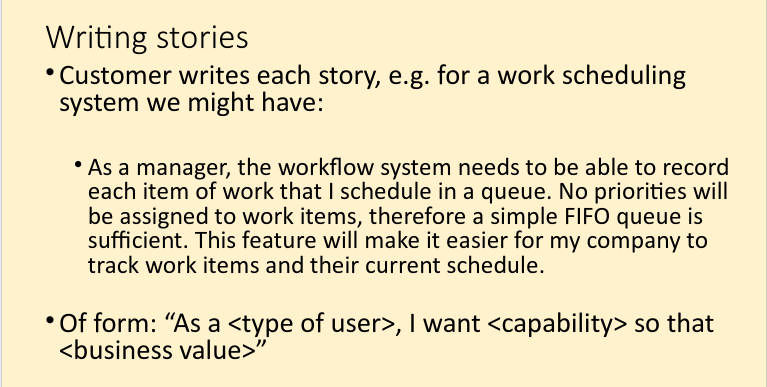 Writing stories
•Customer writes each story, e.g. for a work scheduling
system we might have:
•As a manager, the workflow system needs to be able to record
each item of work that I schedule in a queue. No priorities will
be assigned to work items, therefore a simple FIFO queue is
sufficient. This feature will make it easier for my company to
track work items and their current schedule.
•Of form: “As a <type of user>, I want <capability> so that
<business value>”